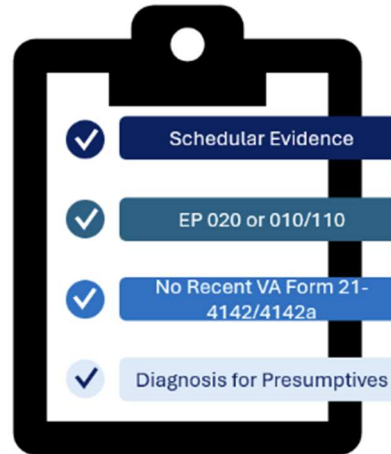 Schedular Evidence
EP 020 or 010/110
No Recent VA Form 21-
4142/4142a
Diagnosis for Presumptives